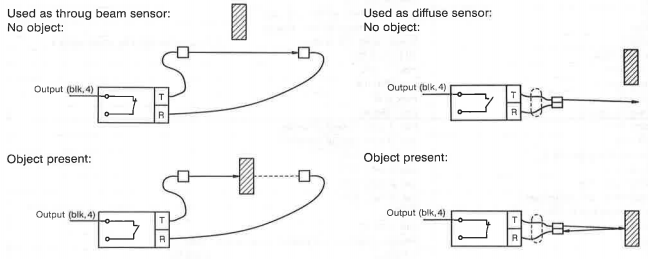 Used as throug beam sensor:
No object:
Output (blk,4)
T
R
Object present:
Output (blk,4)
T
R
Used as diffuse sensor:
No object:
Output (blk,4)
T
R
Object present:
Output (blk,4)
T
R